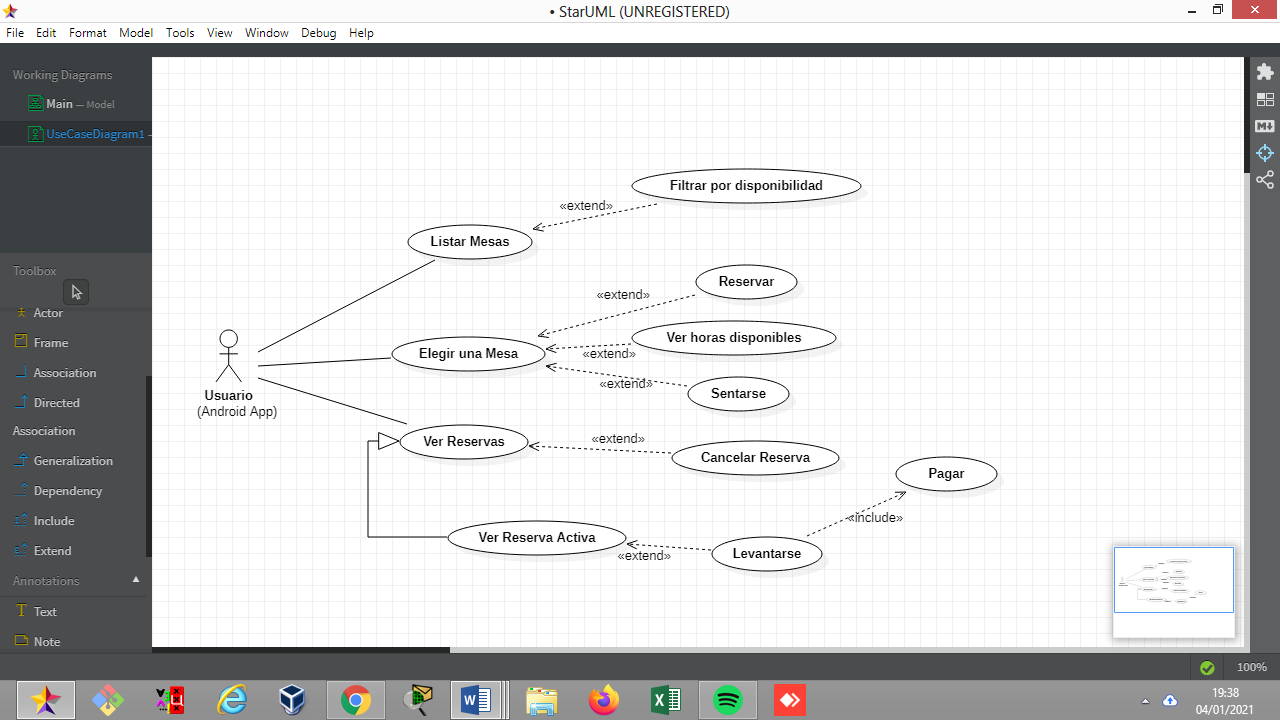 • StarUML (UNREGISTERED)
File Edit Format Model Tools View Window Debug Help
Working Diagrams
Main — Model
UseCaseDiagram1 –
Toolbox
Actor
Frame
Association
Directed
Association
Generalization
Dependency
Include
Extend
Annotations
Text
Note
Filtrar por disponibilidad
«extend»
Listar Mesas
Reservar
«extend»
Ver horas disponibles
Elegir una Mesa
«extend»
«extend»
Sentarse
Usuario
(Android App)
Ver Reservas
«extend»
Cancelar Reserva
Pagar
«include»
Ver Reserva Activa
«extend»
Levantarse
M
100%
19:38
04/01/2021